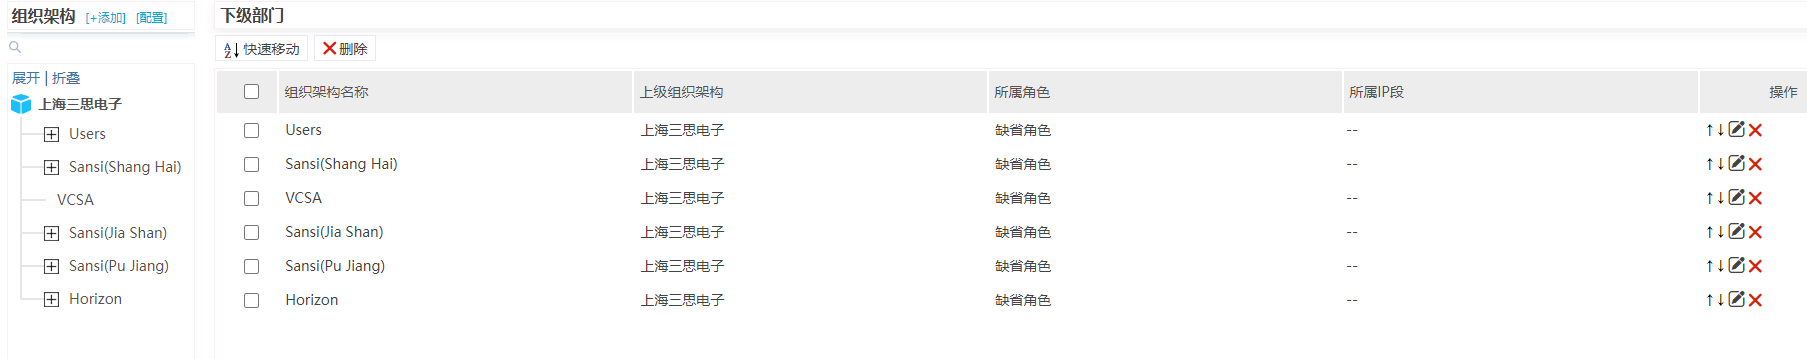 组织架构 [+添加] [配置]
展开 | 折叠
上海三思电子
Users
Sansi(Shang Hai)
VCSA
Sansi(Jia Shan)
Sansi(Pu Jiang)
Horizon
下级部门
快速移动 删除
组织架构名称 上级组织架构 所属角色 所属IP段 操作
Users 上海三思电子 缺省角色 --
Sansi(Shang Hai) 上海三思电子 缺省角色 --
VCSA 上海三思电子 缺省角色 --
Sansi(Jia Shan) 上海三思电子 缺省角色 --
Sansi(Pu Jiang) 上海三思电子 缺省角色 --
Horizon 上海三思电子 缺省角色 --